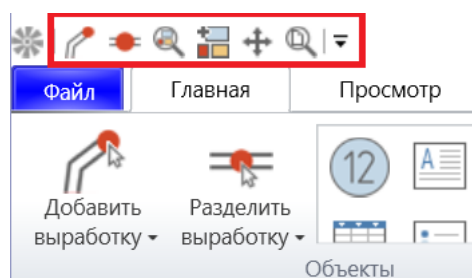 Файл Главная Просмотр
12 A
Добавить Разделить
выработку выработку
Объекты